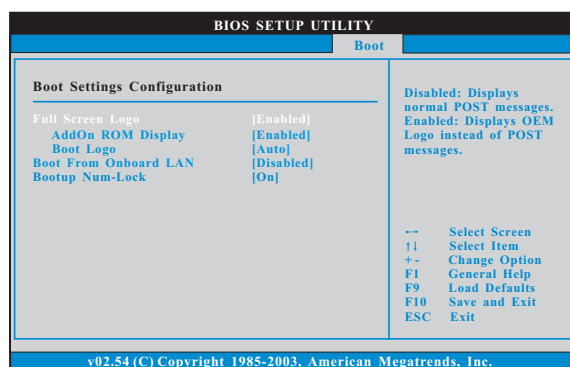 BIOS SETUP UTILITY
Boot
Boot Settings Configuration
Full Screen Logo [Enabled]
AddOn ROM Display [Enabled]
Boot Logo [Auto]
Boot From Onboard LAN [Disabled]
Bootup Num-Lock [On]
Disabled: Displays
normal POST messages.
Enabled: Displays OEM
Logo instead of POST
messages.
←→ Select Screen
↑↓ Select Item
+ - Change Option
F1 General Help
F9 Load Defaults
F10 Save and Exit
ESC Exit
v02.54 (C) Copyright 1985-2003, American Megatrends, Inc.